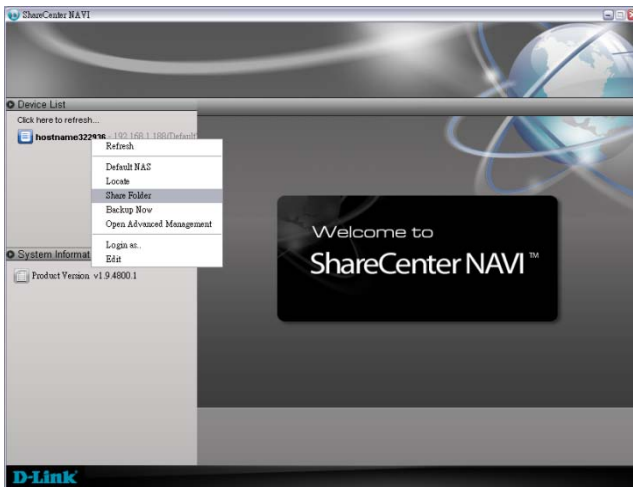 ShareCenter NAVI
Device List
Click here to refresh...
hostname322936 - 192.168.1.188(Default
Refresh
Default NAS
Locate
Share Folder
Backup Now
Open Advanced Management
Login as..
Edit
System Informat
Product Version v1.9.4800.1
Welcome to
ShareCenter NAVI™
D-Link